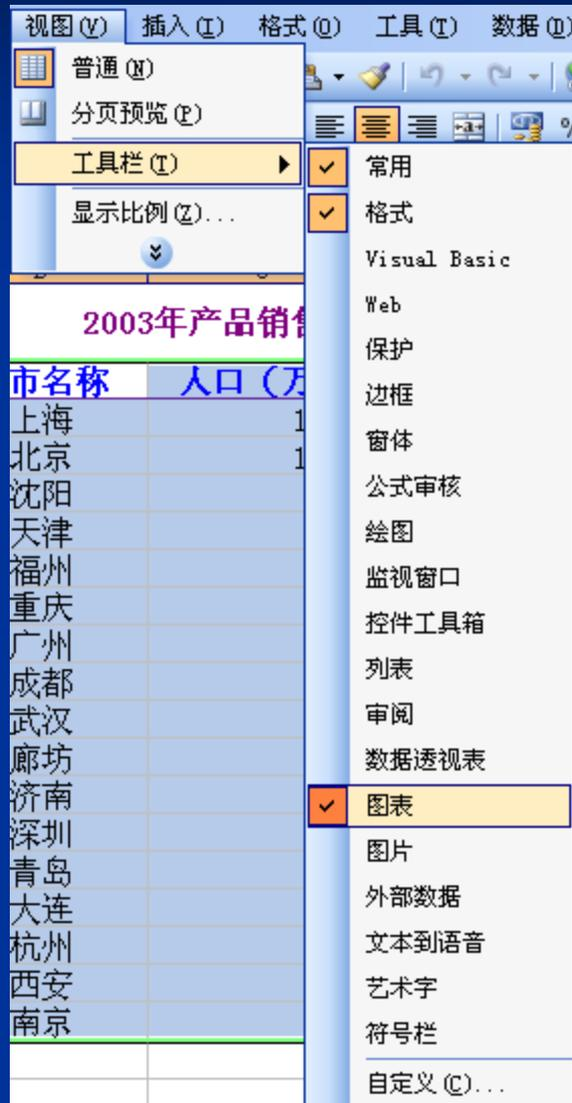 视图(V) 插入(I) 格式(O) 工具(T) 数据(D)
普通(N)
分页预览(P)
工具栏(T)
显示比例(Z)...
常用
格式
Visual Basic
Web
保护
边框
窗体
公式审核
绘图
监视窗口
控件工具箱
列表
审阅
数据透视表
图表
图片
外部数据
文本到语音
艺术字
符号栏
自定义(C)...
2003年产品销售
市名称 人口（万
上海 1
北京 1
沈阳
天津
福州
重庆
广州
成都
武汉
廊坊
济南
深圳
青岛
大连
杭州
西安
南京